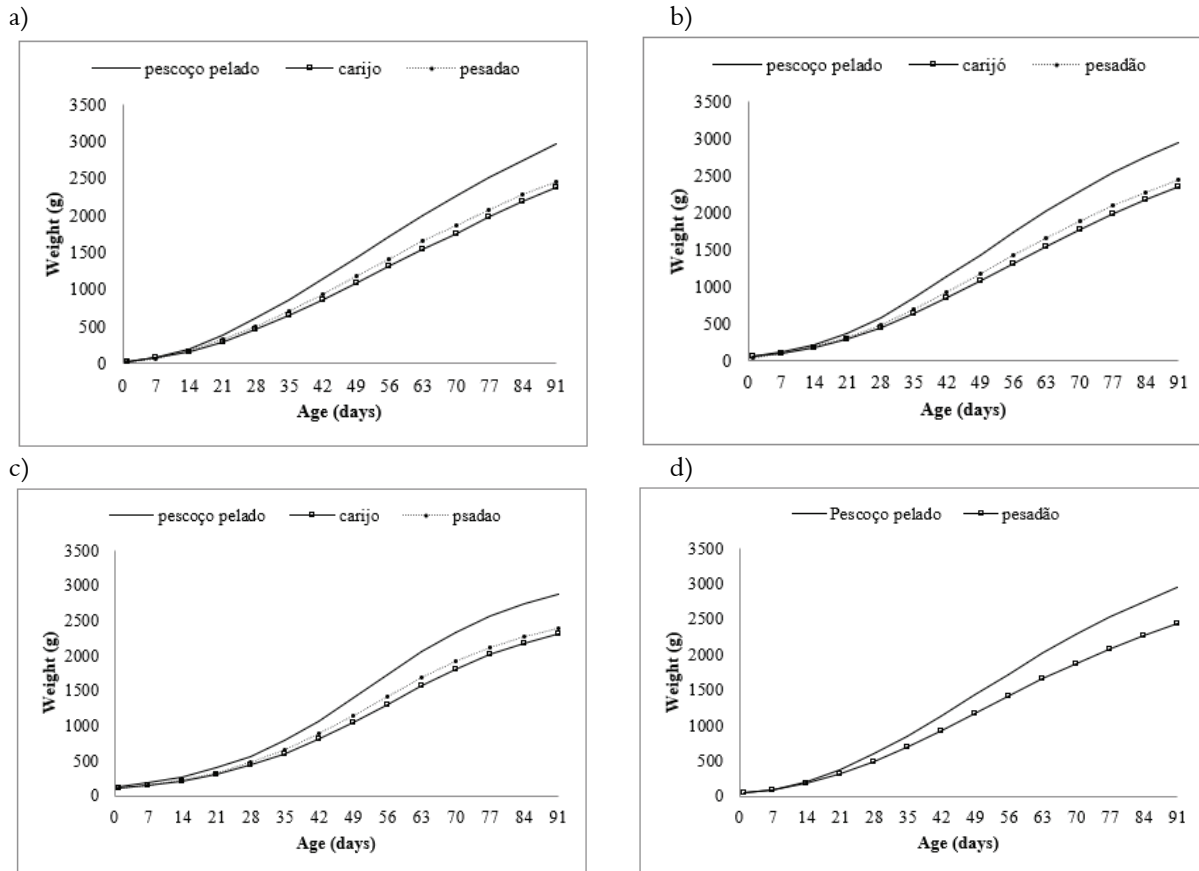 a)
pescoço pelado carijo pesadao
3500
3000
2500
2000
1500
1000
500
0
Weight (g)
0 7 14 21 28 35 42 49 56 63 70 77 84 91
Age (days)
b)
pescoço pelado carijó pesadão
3500
3000
2500
2000
1500
1000
500
0
Weight (g)
0 7 14 21 28 35 42 49 56 63 70 77 84 91
Age (days)
c)
pescoço pelado carijo psadao
3500
3000
2500
2000
1500
1000
500
0
Weight (g)
0 7 14 21 28 35 42 49 56 63 70 77 84 91
Age (days)
d)
Pescoço pelado pesadão
3500
3000
2500
2000
1500
1000
500
0
Weight (g)
0 7 14 21 28 35 42 49 56 63 70 77 84 91
Age (days)